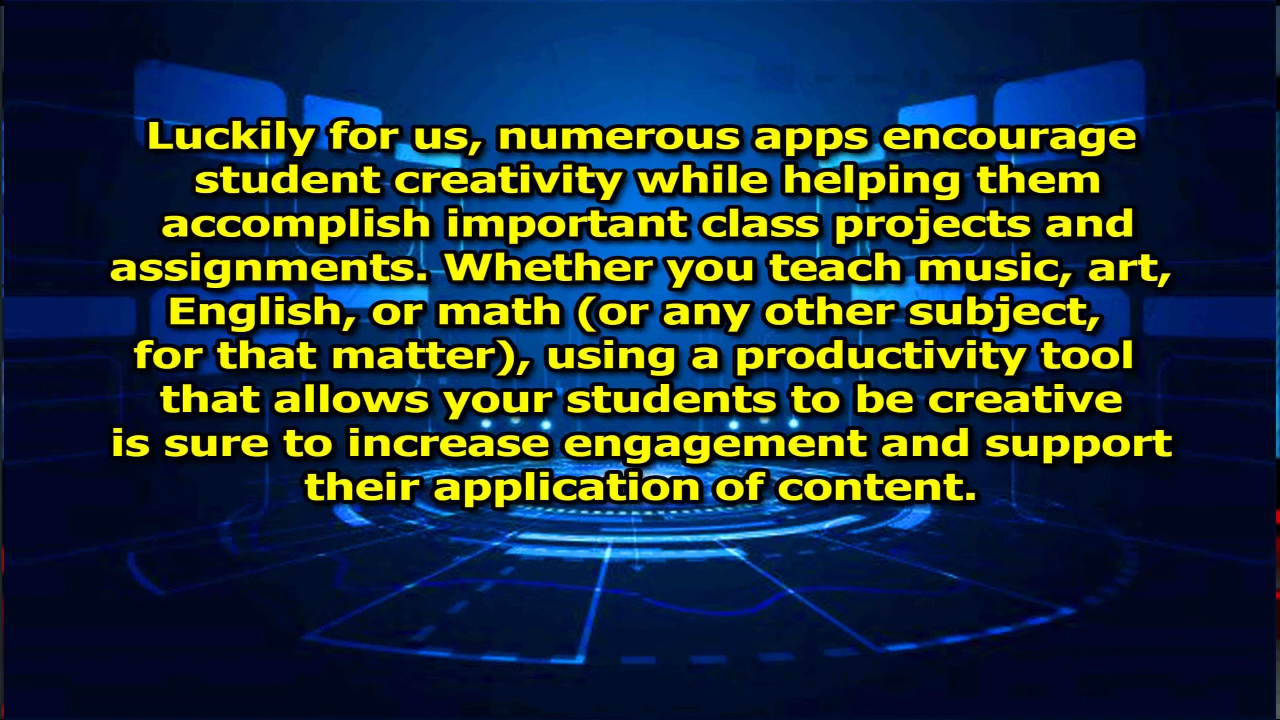 Luckily for us, numerous apps encourage
student creativity while helping them
accomplish important class projects and
assignments. Whether you teach music, art,
English, or math (or any other subject,
for that matter), using a productivity tool
that allows your students to be creative
is sure to increase engagement and support
their application of content.